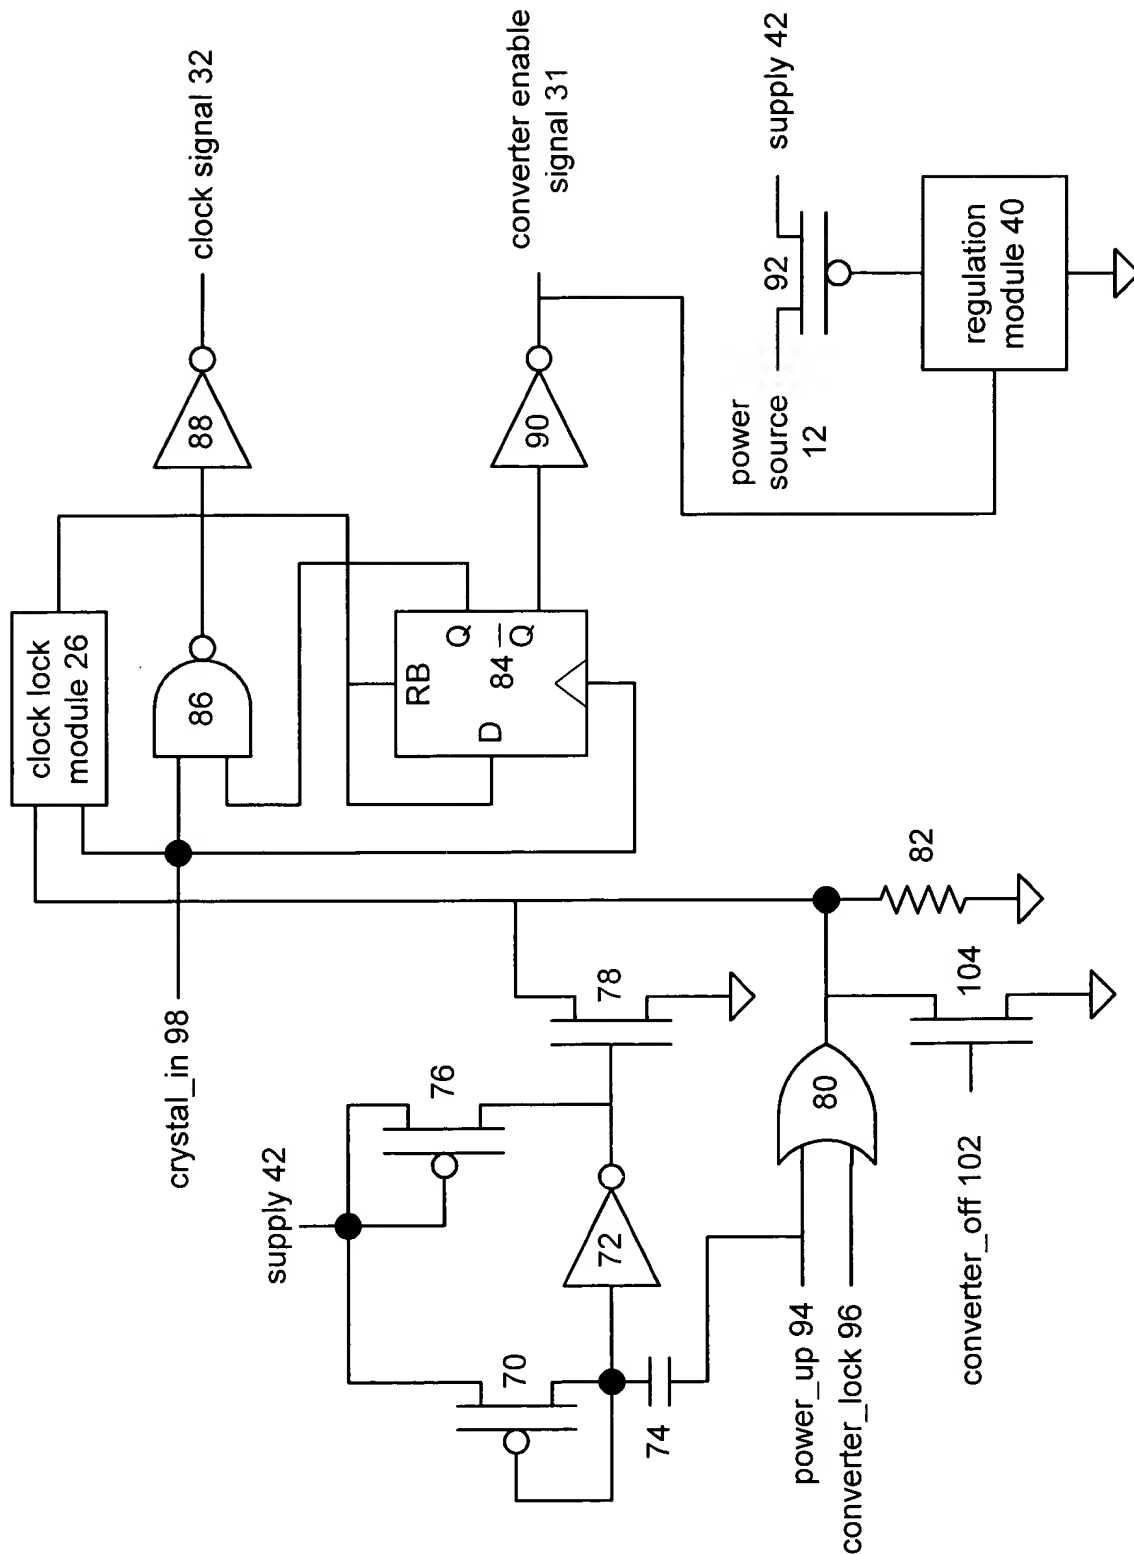 clock lock
module 26
clock signal 32
crystal_in 98
86
88
supply 42
76
RB
Q
D
84
Q
90
converter enable
signal 31
70
72
78
74
power
source
12
92
supply 42
power_up 94
converter_lock 96
80
82
104
converter_off 102
regulation
module 40